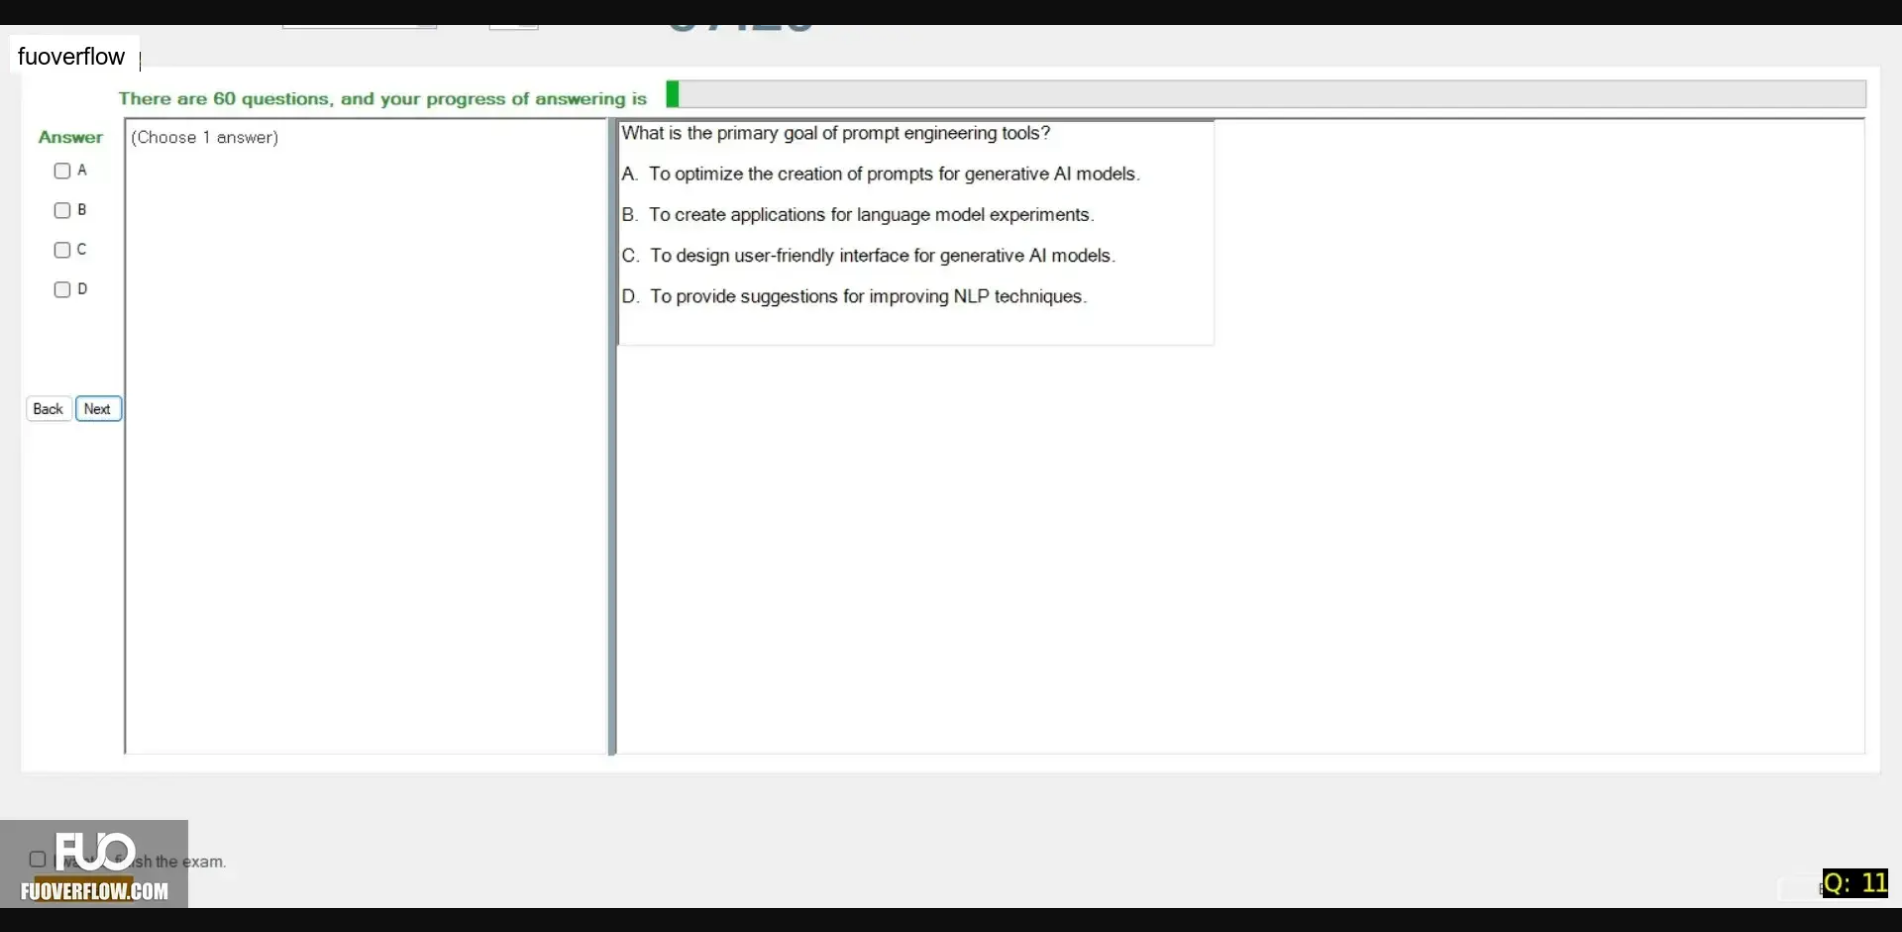 fuoverflow
There are 60 questions, and your progress of answering is
Answer
(Choose 1 answer)
A
B
C
D
Back Next
What is the primary goal of prompt engineering tools?
A. To optimize the creation of prompts for generative AI models.
B. To create applications for language model experiments.
C. To design user-friendly interface for generative AI models.
D. To provide suggestions for improving NLP techniques.
FUO
the exam.
FUOVERFLOW.COM
Q: 11